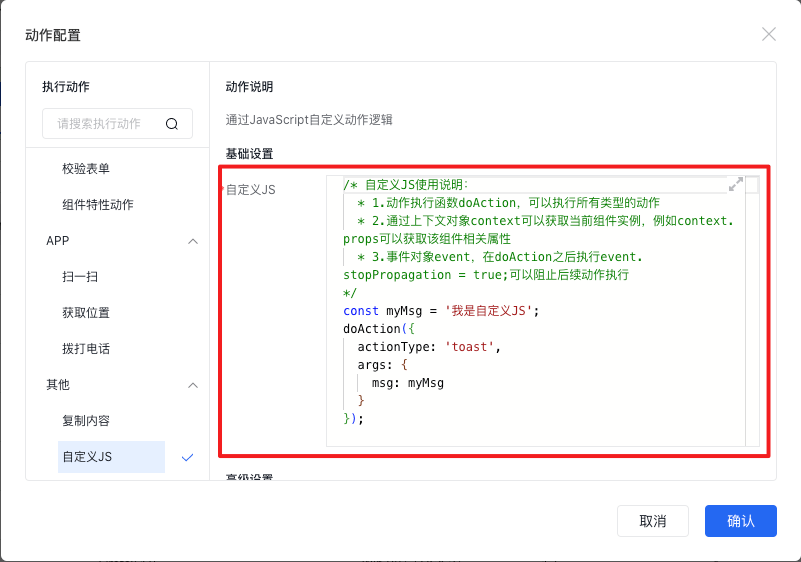 动作配置
执行动作
请搜索执行动作
校验表单
组件特性动作
APP
扫一扫
获取位置
拨打电话
其他
复制内容
自定义JS
动作说明
通过JavaScript自定义动作逻辑
基础设置
自定义JS
/* 自定义JS使用说明：
* 1.动作执行函数doAction，可以执行所有类型的动作
* 2.通过上下文对象context可以获取当前组件实例，例如context.
props可以获取该组件相关属性
* 3.事件对象event，在doAction之后执行event.
stopPropagation = true;可以阻止后续动作执行
*/
const myMsg = '我是自定义JS';
doAction({
actionType: 'toast',
args: {
msg: myMsg
}
});
高级设置
取消
确认